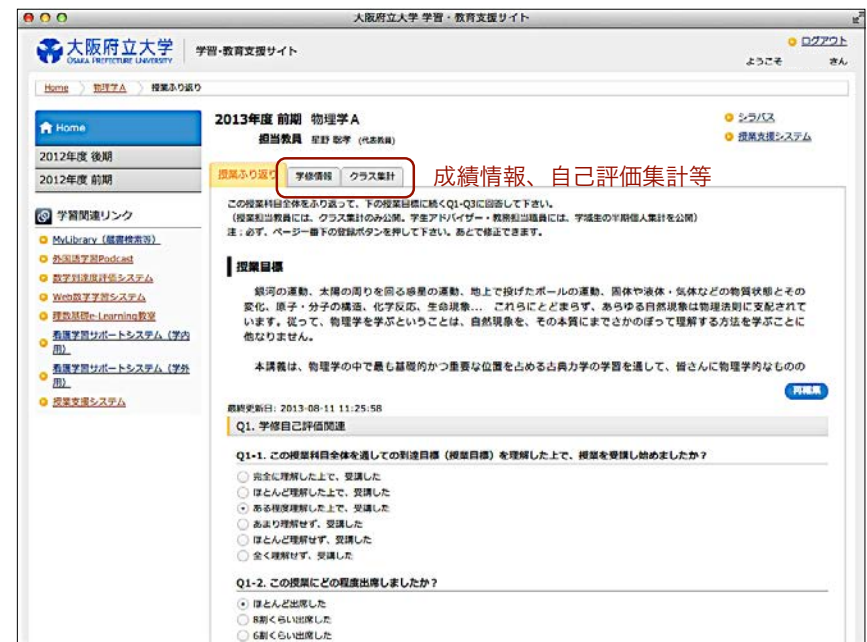 大阪府立大学 学習・教育支援サイト
大阪府立大学
OSAKA PREFECTURE UNIVERSITY
学習・教育支援サイト
ログアウト
ようこそ さん
Home 物理学A 授業ふり返り
Home
2012年度 後期
2012年度 前期
学習関連リンク
MyLibrary(蔵書検索等)
外国語学習Podcast
数学到達度評価システム
Web数学学習システム
理数基礎e-Learning教室
看護学習サポートシステム(学内用)
看護学習サポートシステム(学外用)
授業支援システム
2013年度 前期 物理学A
担当教員 星野 聡孝 (代表教員)
シラバス
授業支援システム
授業ふり返り 学修情報 クラス集計
成績情報、自己評価集計等
この授業科目全体をふり返って、下の授業目標に続くQ1-Q3に回答して下さい。
(授業担当教員には、クラス集計のみ公開。学生アドバイザー・教務担当職員には、学域生の半期個人集計を公開)
注:必ず、ページ一番下の登録ボタンを押して下さい。あとで修正できます。
授業目標
銀河の運動、太陽の周りを回る惑星の運動、地上で投げたボールの運動、固体や液体・気体などの物質状態とその
変化、原子・分子の構造、化学反応、生命現象... これらにとどまらず、あらゆる自然現象は物理法則に支配されて
います。従って、物理学を学ぶということは、自然現象を、その本質にまでさかのぼって理解する方法を学ぶことに
他なりません。
本講義は、物理学の中で最も基礎的かつ重要な位置を占める古典力学の学習を通して、皆さんに物理学的なものの
再編集
最終更新日: 2013-08-11 11:25:58
Q1. 学修自己評価関連
Q1-1. この授業科目全体を通しての到達目標(授業目標)を理解した上で、授業を受講し始めましたか?
完全に理解した上で、受講した
ほとんど理解した上で、受講した
ある程度理解した上で、受講した
あまり理解せず、受講した
ほとんど理解せず、受講した
全く理解せず、受講した
Q1-2. この授業にどの程度出席しましたか?
ほとんど出席した
8割くらい出席した
6割くらい出席した